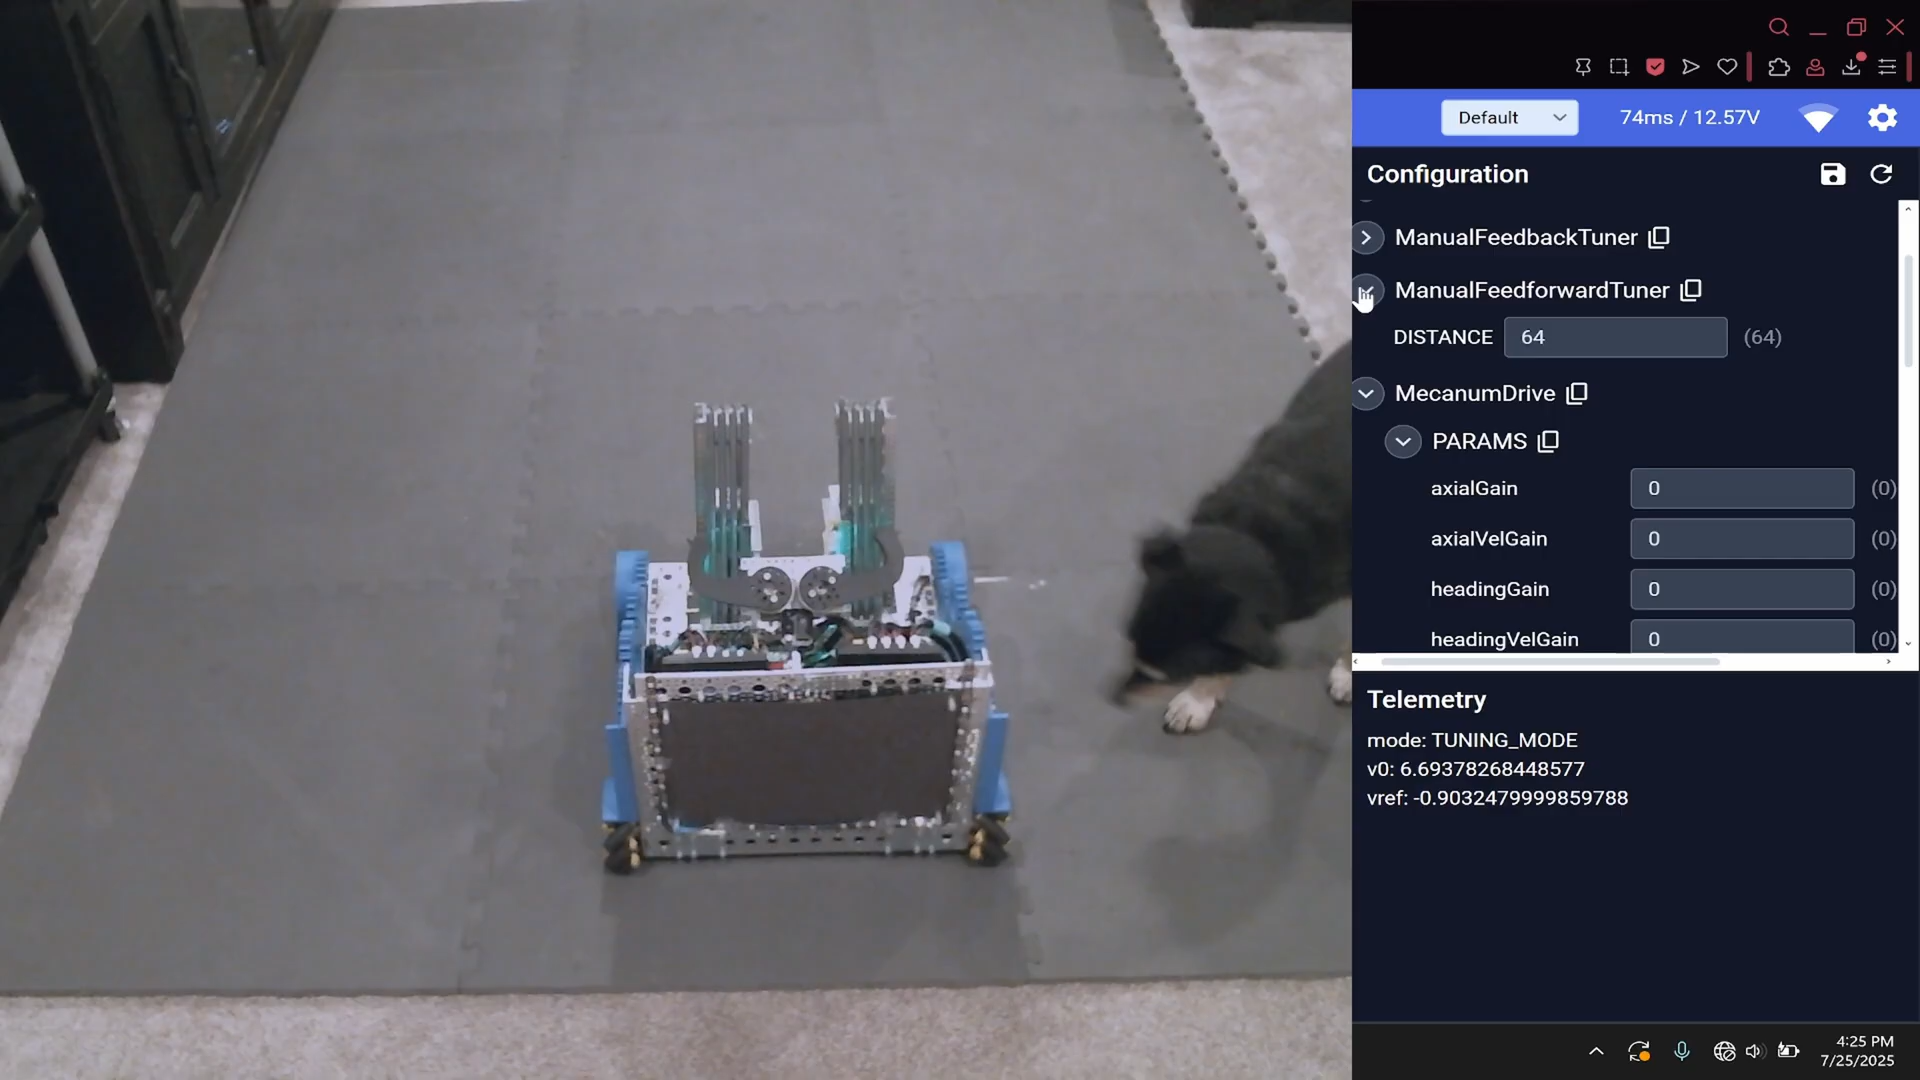 Default
74ms / 12.57V
Configuration
ManualFeedbackTuner
ManualFeedforwardTuner
DISTANCE 64 (64)
MecanumDrive
PARAMS
axialGain 0 (0)
axialVelGain 0 (0)
headingGain 0 (0)
headingVelGain 0 (0)
Telemetry
mode: TUNING_MODE
v0: 6.69378268448577
vref: -0.9032479999859788
4:25 PM
7/25/2025